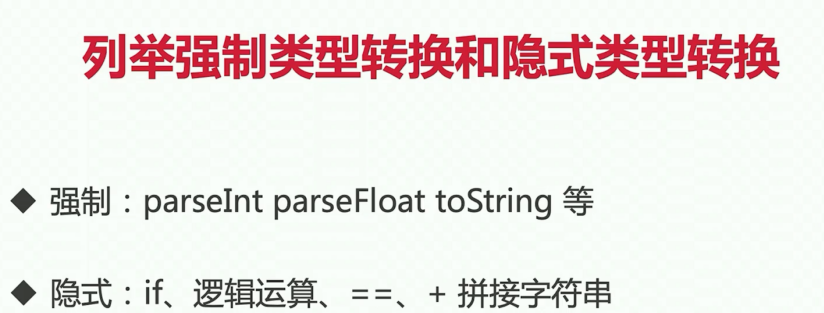 列举强制类型转换和隐式类型转换
◆ 强制：parseInt parseFloat toString 等
◆ 隐式：if、逻辑运算、==、+ 拼接字符串